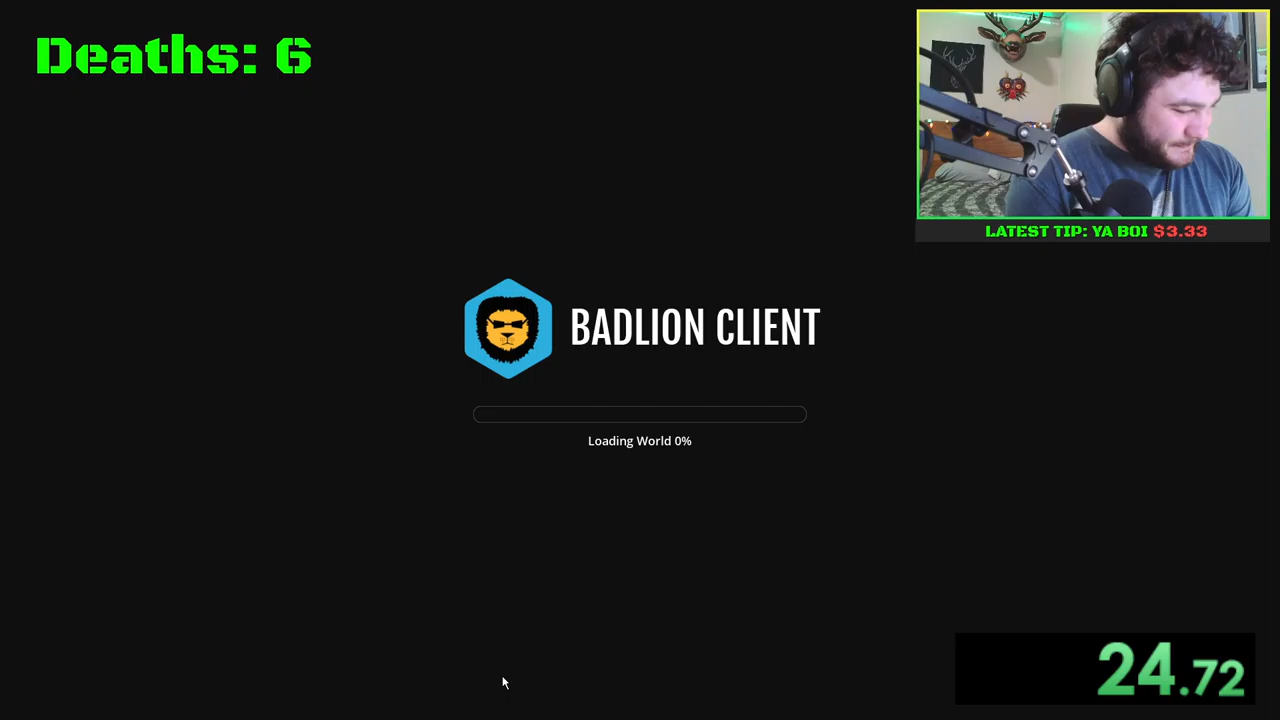 Deaths: 6
LATEST TIP: YA BOI $3.33
BADLION CLIENT
Loading World 0%
24.72